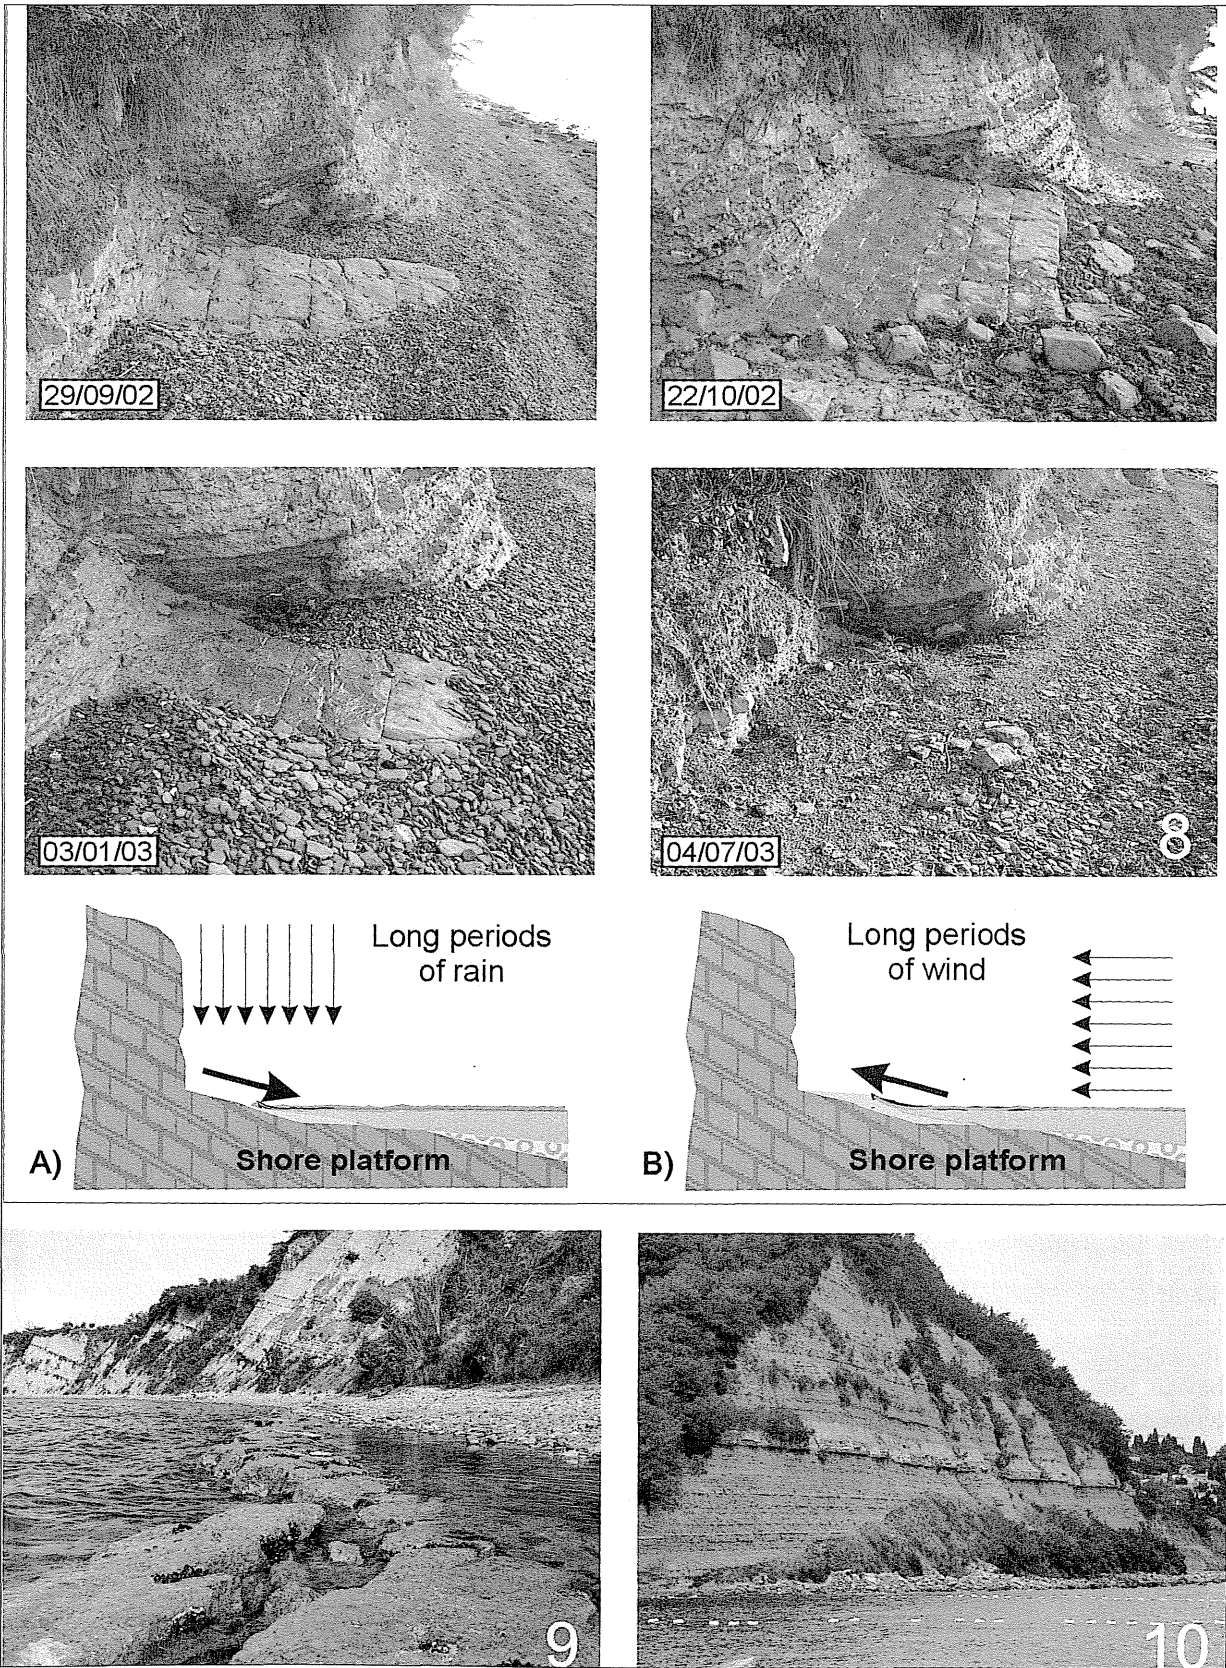 29/09/02
22/10/02
03/01/03
04/07/03
8
Long periods
of rain
A)
Shore platform
Long periods
of wind
B)
Shore platform
9
10